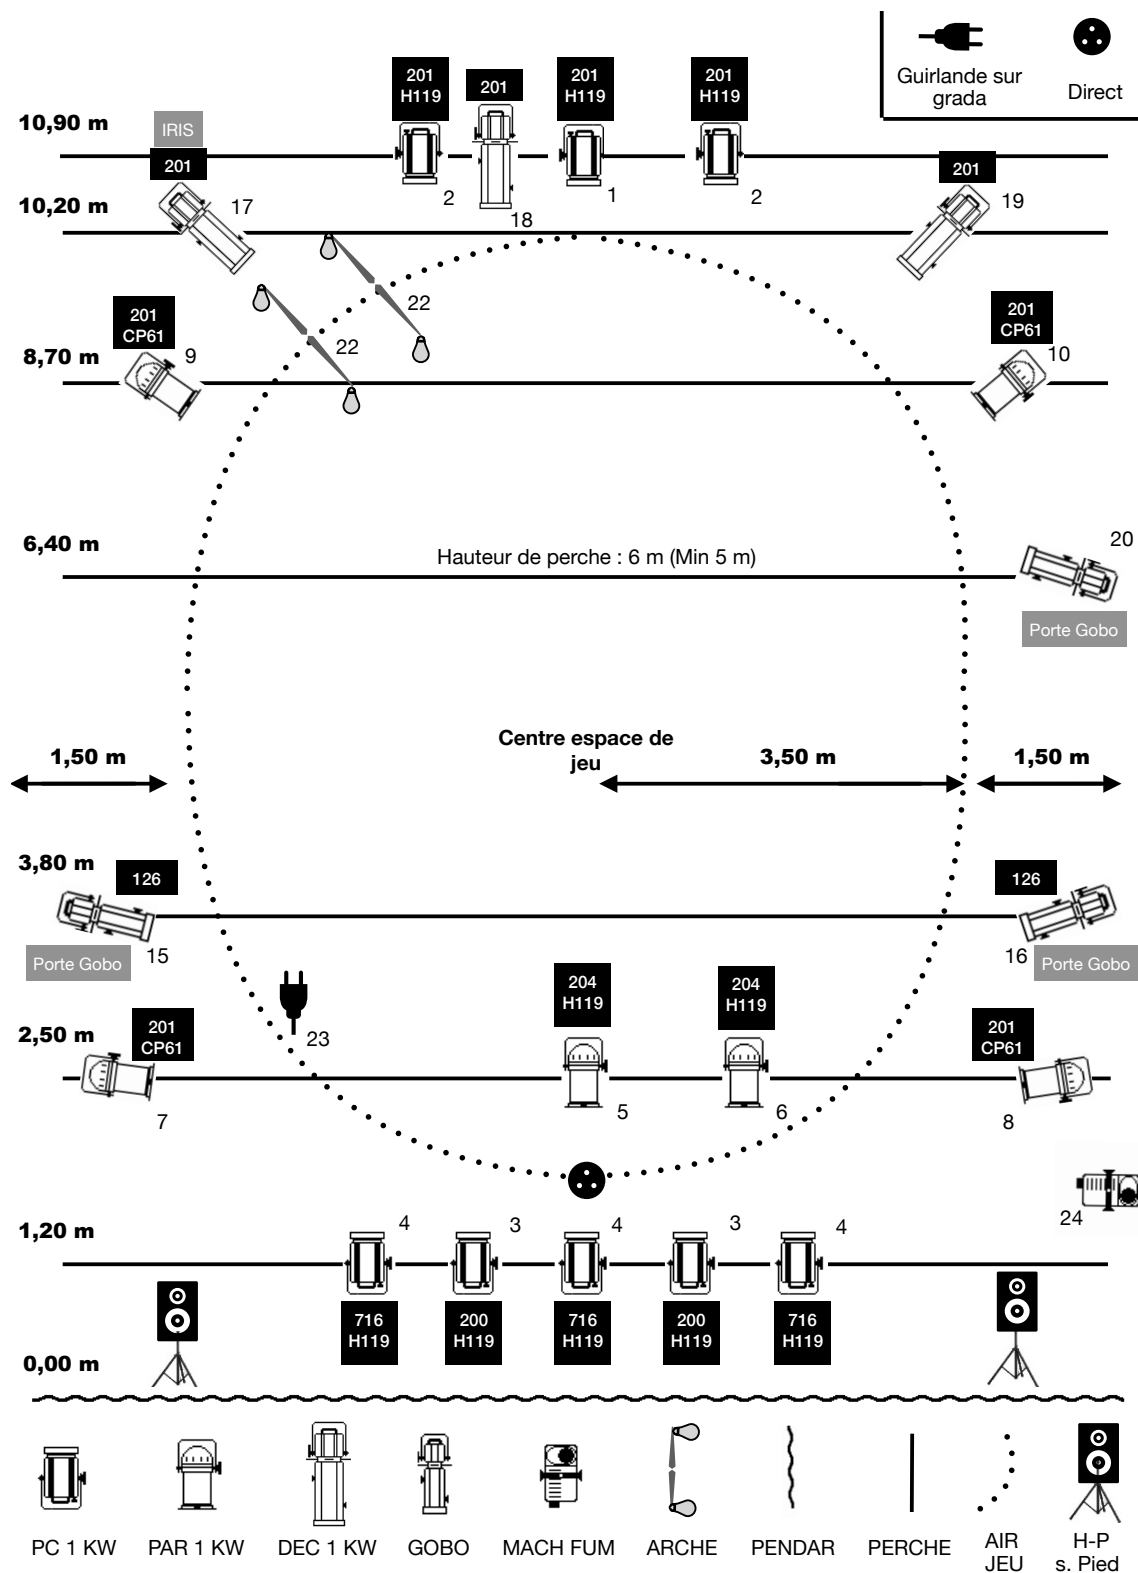 Guirlande sur
grada
Direct
201
H119
201
201
H119
201
H119
10,90 m
IRIS
201
201
2
1
2
17
19
10,20 m
18
22
201
CP61
201
CP61
8,70 m
9
22
10
6,40 m
Hauteur de perche : 6 m (Min 5 m)
20
Porte Gobo
Centre espace de
jeu
1,50 m
3,50 m
1,50 m
3,80 m
126
126
Porte Gobo
15
16
Porte Gobo
204
H119
204
H119
2,50 m
201
CP61
23
201
CP61
7
5
6
8
24
1,20 m
4
3
4
3
4
716
H119
200
H119
716
H119
200
H119
716
H119
0,00 m
PC 1 KW
PAR 1 KW
DEC 1 KW
GOBO
MACH FUM
ARCHE
PENDAR
PERCHE
AIR
JEU
H-P
s. Pied